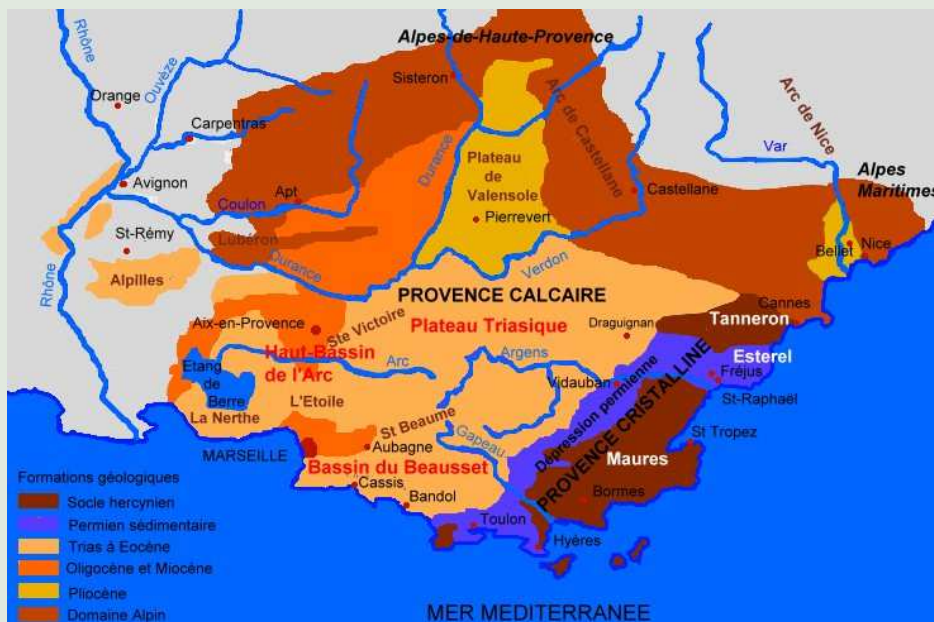 Alpes-de-Haute-Provence
Rhône
Ouvèze
Sisteron
Orange
Arc de Castellane
Arc de Nice
Carpentras
Durance
Var
Plateau
de
Valensole
Alpes
Maritimes
Avignon
Apt
Castellane
Coulon
Pierrevert
St-Rémy
Lubéron
Bellet
Nice
Durance
Verdon
Rhône
Alpilles
PROVENCE CALCAIRE
Cannes
Aix-en-Provence
Ste Victoire
Plateau Triasique
Draguignan
Tanneron
Haut-Bassin
de l'Arc
Arc
Argens
Esterel
Etang
de
Berre
Vidauban
Fréjus
St-Raphaël
La Nerthe
L'Etoile
St Beaume
Dépression permienne
PROVENCE CRISTALLINE
Gapeau
St Tropez
MARSEILLE
Aubagne
Maures
Bassin du Beausset
Cassis
Bandol
Bormes
Toulon
Hyères
Formations géologiques
Socle hercynien
Permien sédimentaire
Trias à Eocène
Oligocène et Miocène
Pliocène
Domaine Alpin
MER MEDITERRANEE